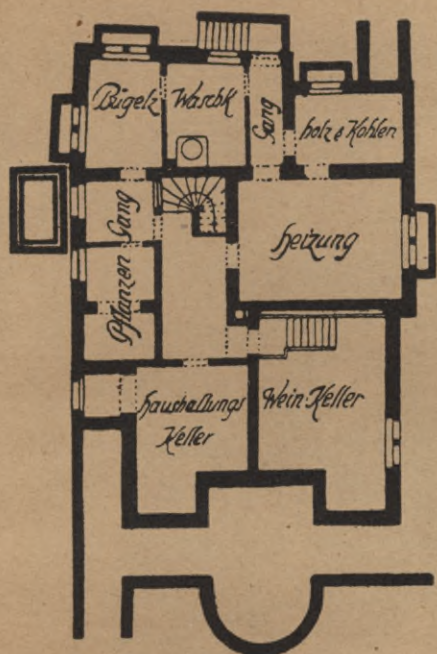 Bügelz
Waschk
Gang
Holz & Kohlen
Gang
Heizung
Pflanzen
Haushaltungs
Keller
Wein-Keller